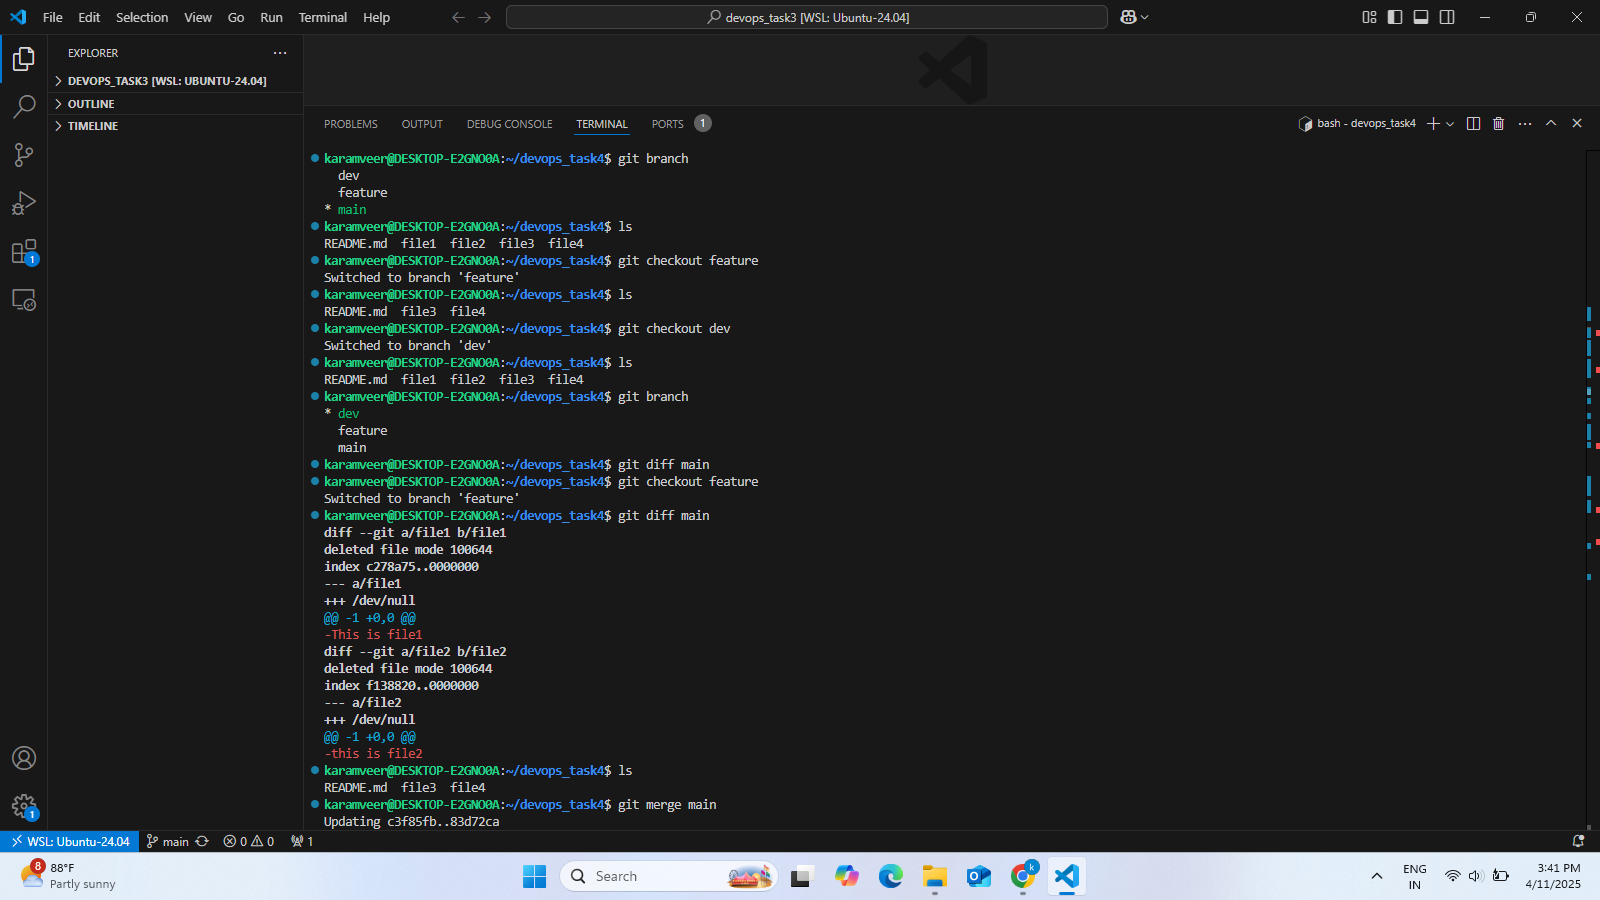 File Edit Selection View Go Run Terminal Help
devops_task3 [WSL: Ubuntu-24.04]
EXPLORER
DEVOPS_TASK3 [WSL: UBUNTU-24.04]
OUTLINE
TIMELINE
PROBLEMS OUTPUT DEBUG CONSOLE TERMINAL PORTS 1
bash - devops_task4
karamveer@DESKTOP-E2GNO0A:~/devops_task4$ git branch
dev
feature
* main
karamveer@DESKTOP-E2GNO0A:~/devops_task4$ ls
README.md file1 file2 file3 file4
karamveer@DESKTOP-E2GNO0A:~/devops_task4$ git checkout feature
Switched to branch 'feature'
karamveer@DESKTOP-E2GNO0A:~/devops_task4$ ls
README.md file3 file4
karamveer@DESKTOP-E2GNO0A:~/devops_task4$ git checkout dev
Switched to branch 'dev'
karamveer@DESKTOP-E2GNO0A:~/devops_task4$ ls
README.md file1 file2 file3 file4
karamveer@DESKTOP-E2GNO0A:~/devops_task4$ git branch
* dev
feature
main
karamveer@DESKTOP-E2GNO0A:~/devops_task4$ git diff main
karamveer@DESKTOP-E2GNO0A:~/devops_task4$ git checkout feature
Switched to branch 'feature'
karamveer@DESKTOP-E2GNO0A:~/devops_task4$ git diff main
diff --git a/file1 b/file1
deleted file mode 100644
index c278a75..0000000
--- a/file1
+++ /dev/null
@@ -1 +0,0 @@
-This is file1
diff --git a/file2 b/file2
deleted file mode 100644
index f138820..0000000
--- a/file2
+++ /dev/null
@@ -1 +0,0 @@
-this is file2
karamveer@DESKTOP-E2GNO0A:~/devops_task4$ ls
README.md file3 file4
karamveer@DESKTOP-E2GNO0A:~/devops_task4$ git merge main
Updating c3f85fb..83d72ca
1
1
WSL: Ubuntu-24.04 main 0 0 1
8
88°F
Partly sunny
Search
k
ENG
IN
3:41 PM
4/11/2025